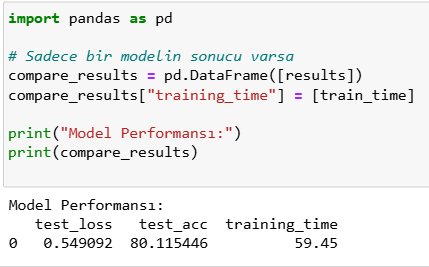 import pandas as pd
# Sadece bir modelin sonucu varsa
compare_results = pd.DataFrame([results])
compare_results["training_time"] = [train_time]
print("Model Performansı:")
print(compare_results)
Model Performansı:
test_loss test_acc training_time
0 0.549092 80.115446 59.45